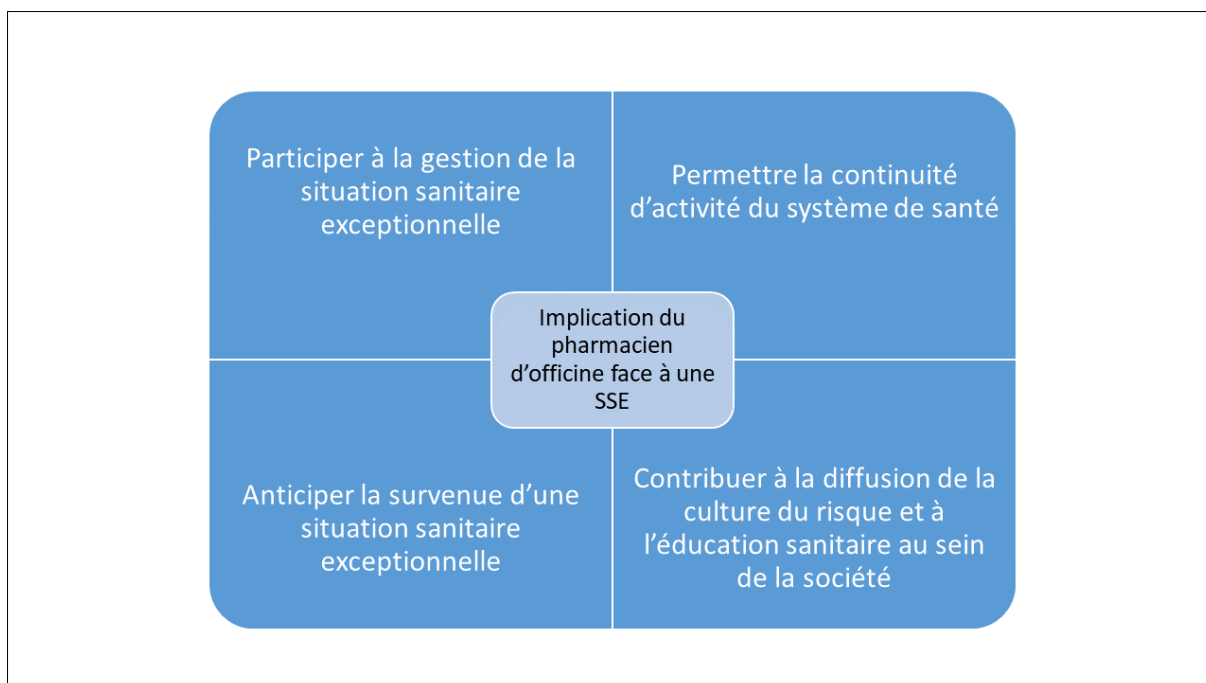 Participer à la gestion de la
situation sanitaire
exceptionnelle
Permettre la continuité
d’activité du système de santé
Implication du
pharmacien
d’officine face à une
SSE
Anticiper la survenue d’une
situation sanitaire
exceptionnelle
Contribuer à la diffusion de la
culture du risque et à
l’éducation sanitaire au sein
de la société